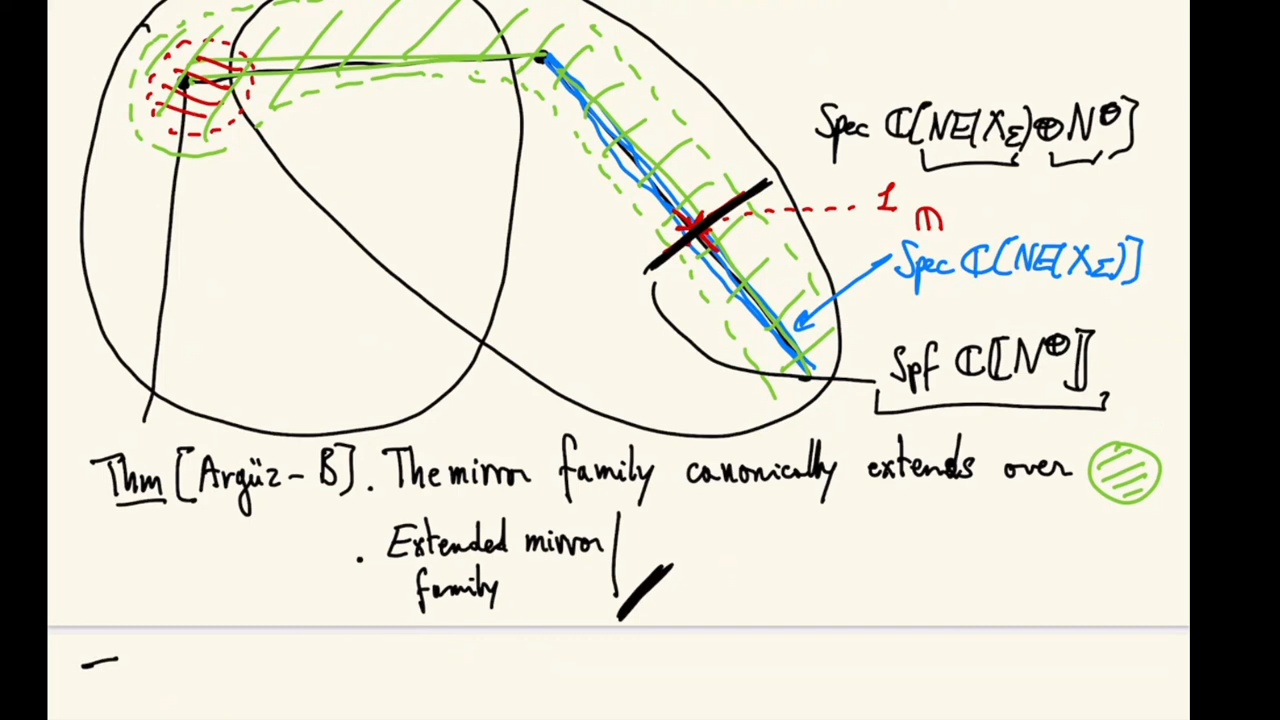 Spec ℂ[NE(X_Σ)⊕N^⊕]
1
m
Spec ℂ[NE(X_Σ)]
Spf ℂ[[N^⊕]]
Thm [Argüz-B]. The mirror family canonically extends over
. Extended mirror
family